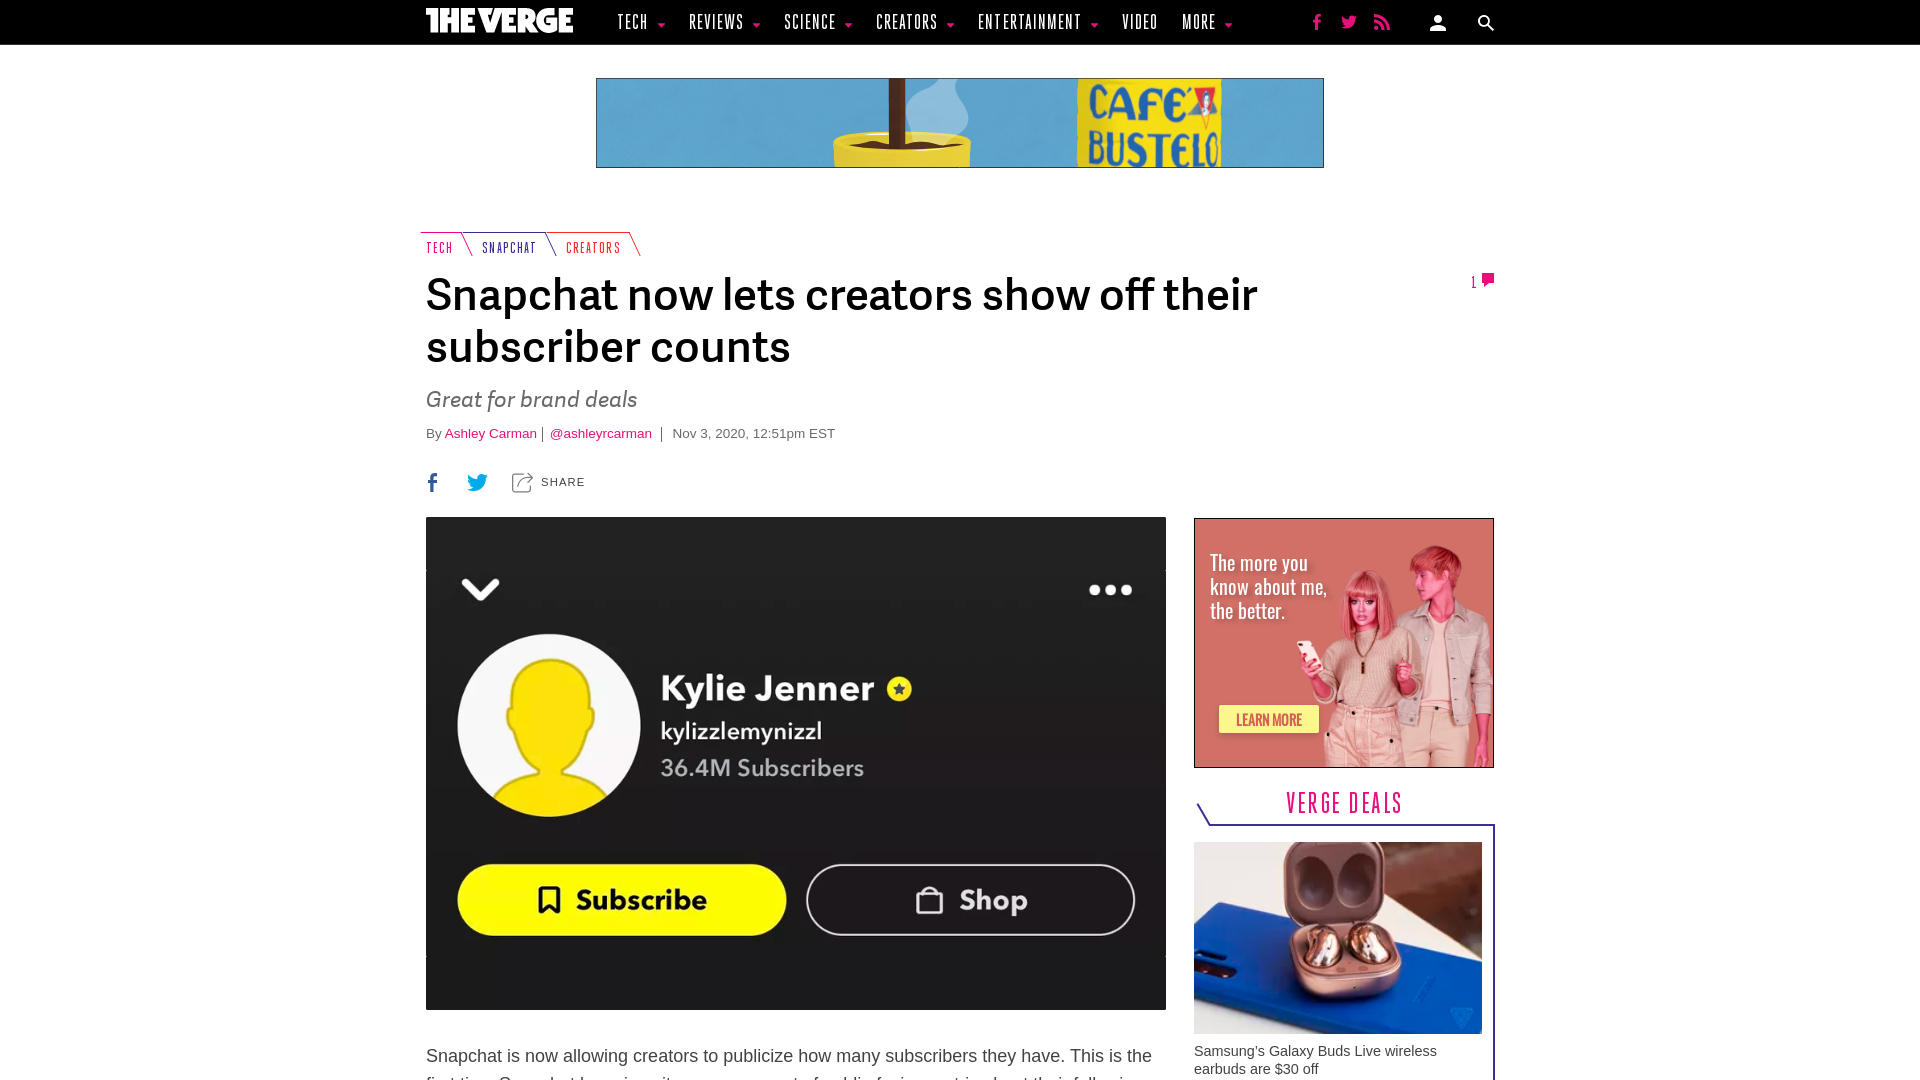 THE VERGE
TECH REVIEWS SCIENCE CREATORS ENTERTAINMENT VIDEO MORE
CAFÉ
BUSTELO
TECH SNAPCHAT CREATORS
Snapchat now lets creators show off their
subscriber counts
1
Great for brand deals
By Ashley Carman | @ashleyrcarman | Nov 3, 2020, 12:51pm EST
SHARE
Kylie Jenner
kylizzlemynizzl
36.4M Subscribers
Subscribe
Shop
Snapchat is now allowing creators to publicize how many subscribers they have. This is the
The more you
know about me,
the better.
LEARN MORE
VERGE DEALS
Samsung’s Galaxy Buds Live wireless
earbuds are $30 off